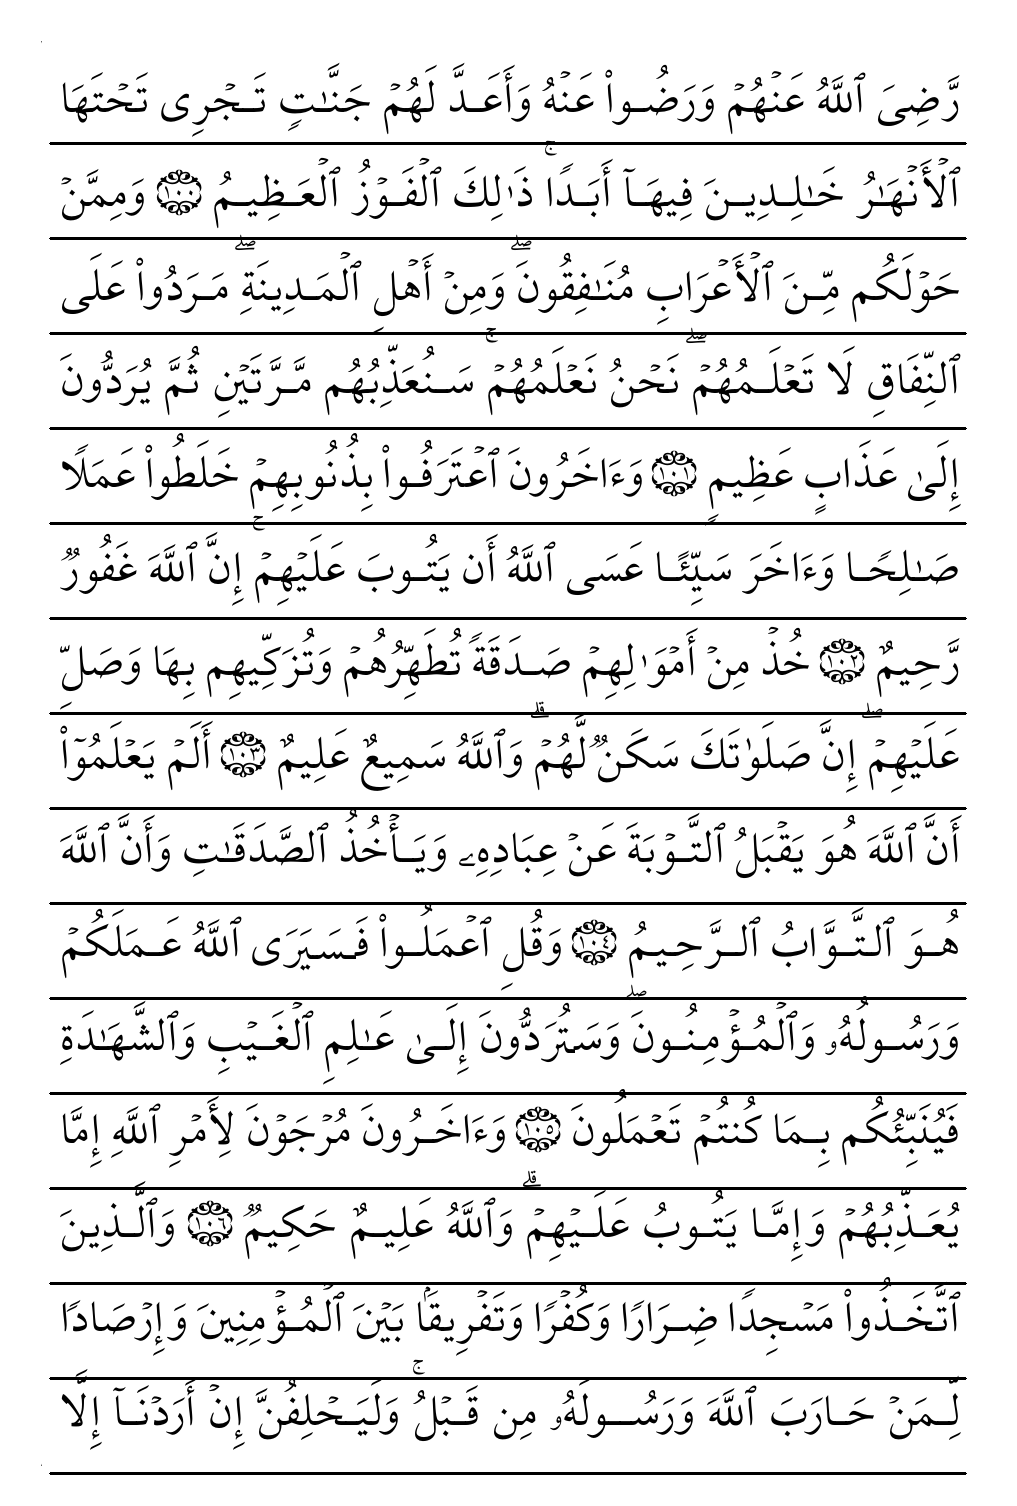 رَّضِىَ ٱللَّهُ عَنۡهُمۡ وَرَضُواْ عَنۡهُ وَأَعَدَّ لَهُمۡ جَنَّٰتٍ تَجۡرِى تَحۡتَهَا
ٱلۡأَنۡهَٰرُ خَٰلِدِينَ فِيهَآ أَبَدًاۚ ذَٰلِكَ ٱلۡفَوۡزُ ٱلۡعَظِيمُ ١٠٠ وَمِمَّنۡ
حَوۡلَكُم مِّنَ ٱلۡأَعۡرَابِ مُنَٰفِقُونَۖ وَمِنۡ أَهۡلِ ٱلۡمَدِينَةِۖ مَرَدُواْ عَلَى
ٱلنِّفَاقِ لَا تَعۡلَمُهُمۡۖ نَحۡنُ نَعۡلَمُهُمۡۚ سَنُعَذِّبُهُم مَّرَّتَيۡنِ ثُمَّ يُرَدُّونَ
إِلَىٰ عَذَابٍ عَظِيمٍ ١٠١ وَءَاخَرُونَ ٱعۡتَرَفُواْ بِذُنُوبِهِمۡ خَلَطُواْ عَمَلًا
صَٰلِحًا وَءَاخَرَ سَيِّئًا عَسَى ٱللَّهُ أَن يَتُوبَ عَلَيۡهِمۡۚ إِنَّ ٱللَّهَ غَفُورٌ
رَّحِيمٌ ١٠٢ خُذۡ مِنۡ أَمۡوَٰلِهِمۡ صَدَقَةً تُطَهِّرُهُمۡ وَتُزَكِّيهِم بِهَا وَصَلِّ
عَلَيۡهِمۡۖ إِنَّ صَلَوٰتَكَ سَكَنٌ لَّهُمۡۗ وَٱللَّهُ سَمِيعٌ عَلِيمٌ ١٠٣ أَلَمۡ يَعۡلَمُوٓاْ
أَنَّ ٱللَّهَ هُوَ يَقۡبَلُ ٱلتَّوۡبَةَ عَنۡ عِبَادِهِۦ وَيَأۡخُذُ ٱلصَّدَقَٰتِ وَأَنَّ ٱللَّهَ
هُوَ ٱلتَّوَّابُ ٱلرَّحِيمُ ١٠٤ وَقُلِ ٱعۡمَلُواْ فَسَيَرَى ٱللَّهُ عَمَلَكُمۡ
وَرَسُولُهُۥ وَٱلۡمُؤۡمِنُونَۖ وَسَتُرَدُّونَ إِلَىٰ عَٰلِمِ ٱلۡغَيۡبِ وَٱلشَّهَٰدَةِ
فَيُنَبِّئُكُم بِمَا كُنتُمۡ تَعۡمَلُونَ ١٠٥ وَءَاخَرُونَ مُرۡجَوۡنَ لِأَمۡرِ ٱللَّهِ إِمَّا
يُعَذِّبُهُمۡ وَإِمَّا يَتُوبُ عَلَيۡهِمۡۗ وَٱللَّهُ عَلِيمٌ حَكِيمٌ ١٠٦ وَٱلَّذِينَ
ٱتَّخَذُواْ مَسۡجِدًا ضِرَارًا وَكُفۡرًا وَتَفۡرِيقَۢا بَيۡنَ ٱلۡمُؤۡمِنِينَ وَإِرۡصَادًا
لِّمَنۡ حَارَبَ ٱللَّهَ وَرَسُولَهُۥ مِن قَبۡلُۚ وَلَيَحۡلِفُنَّ إِنۡ أَرَدۡنَآ إِلَّا